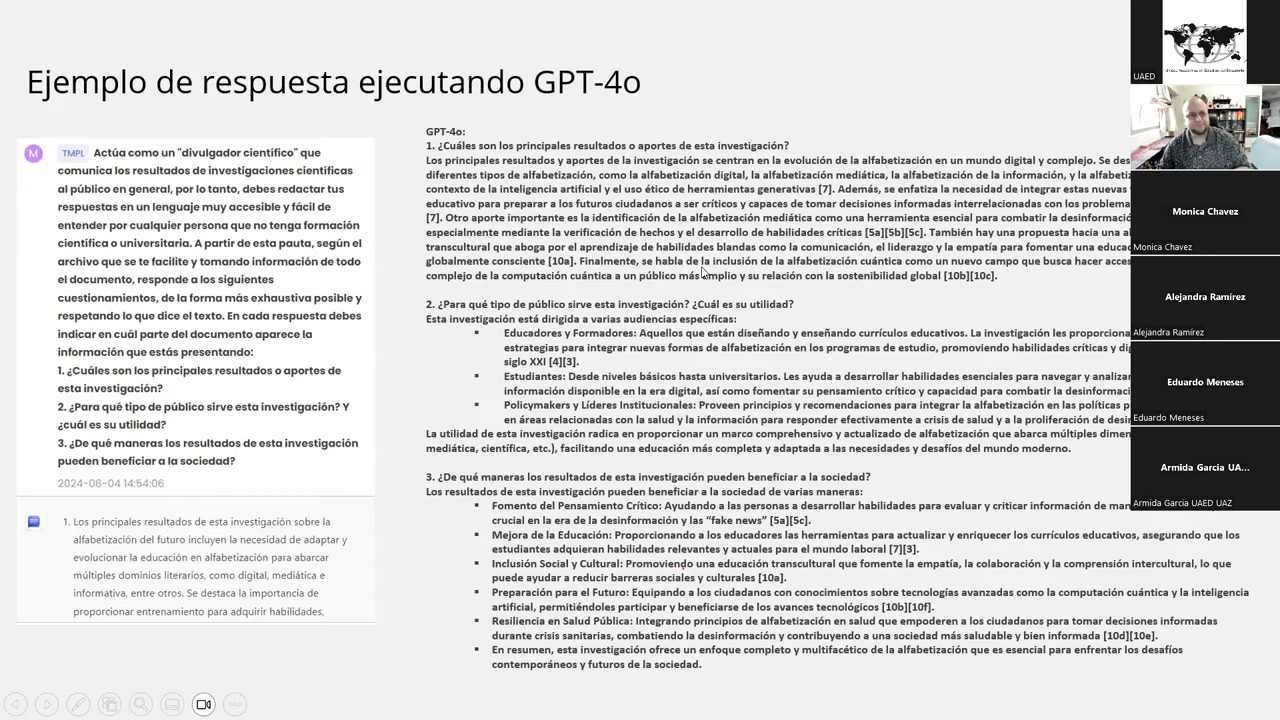 Ejemplo de respuesta ejecutando GPT-4o
M
TMPL Actúa como un "divulgador científico" que
comunica los resultados de investigaciones científicas
al público en general, por lo tanto, debes redactar tus
respuestas en un lenguaje muy accesible y fácil de
entender por cualquier persona que no tenga formación
científica o universitaria. A partir de esta pauta, según el
archivo que se te facilite y tomando información de todo
el documento, responde a los siguientes
cuestionamientos, de la forma más exhaustiva posible y
respetando lo que dice el texto. En cada respuesta debes
indicar en cuál parte del documento aparece la
información que estás presentando:
1. ¿Cuáles son los principales resultados o aportes de
esta investigación?
2. ¿Para qué tipo de público sirve esta investigación? Y
¿cuál es su utilidad?
3. ¿De qué maneras los resultados de esta investigación
pueden beneficiar a la sociedad?
2024-06-04 14:54:06
1. Los principales resultados de esta investigación sobre la
alfabetización del futuro incluyen la necesidad de adaptar y
evolucionar la educación en alfabetización para abarcar
múltiples dominios literarios, como digital, mediática e
informativa, entre otros. Se destaca la importancia de
proporcionar entrenamiento para adquirir habilidades,
GPT-4o:
1. ¿Cuáles son los principales resultados o aportes de esta investigación?
Los principales resultados y aportes de la investigación se centran en la evolución de la alfabetización en un mundo digital y complejo. Se des
diferentes tipos de alfabetización, como la alfabetización digital, la alfabetización mediática, la alfabetización de la información, y la alfabeti
contexto de la inteligencia artificial y el uso ético de herramientas generativas [7]. Además, se enfatiza la necesidad de integrar estas nuevas
educativo para preparar a los futuros ciudadanos a ser críticos y capaces de tomar decisiones informadas interrelacionadas con los problema
[7]. Otro aporte importante es la identificación de la alfabetización mediática como una herramienta esencial para combatir la desinformació
especialmente mediante la verificación de hechos y el desarrollo de habilidades críticas [5a][5b][5c]. También hay una propuesta hacia una al
transcultural que aboga por el aprendizaje de habilidades blandas como la comunicación, el liderazgo y la empatía para fomentar una educac
globalmente consciente [10a]. Finalmente, se habla de la inclusión de la alfabetización cuántica como un nuevo campo que busca hacer acces
complejo de la computación cuántica a un público más amplio y su relación con la sostenibilidad global [10b][10c].
2. ¿Para qué tipo de público sirve esta investigación? ¿Cuál es su utilidad?
Esta investigación está dirigida a varias audiencias específicas:
▪ Educadores y Formadores: Aquellos que están diseñando y enseñando currículos educativos. La investigación les proporciona
estrategias para integrar nuevas formas de alfabetización en los programas de estudio, promoviendo habilidades críticas y dig
siglo XXI [4][3].
▪ Estudiantes: Desde niveles básicos hasta universitarios. Les ayuda a desarrollar habilidades esenciales para navegar y analizar
información disponible en la era digital, así como fomentar su pensamiento crítico y capacidad para combatir la desinformaci
▪ Policymakers y Líderes Institucionales: Proveen principios y recomendaciones para integrar la alfabetización en las políticas p
en áreas relacionadas con la salud y la información para responder efectivamente a crisis de salud y a la proliferación de desin
La utilidad de esta investigación radica en proporcionar un marco comprehensivo y actualizado de alfabetización que abarca múltiples dimen
mediática, científica, etc.), facilitando una educación más completa y adaptada a las necesidades y desafíos del mundo moderno.
3. ¿De qué maneras los resultados de esta investigación pueden beneficiar a la sociedad?
Los resultados de esta investigación pueden beneficiar a la sociedad de varias maneras:
▪ Fomento del Pensamiento Crítico: Ayudando a las personas a desarrollar habilidades para evaluar y criticar información de man
crucial en la era de la desinformación y las “fake news” [5a][5c].
▪ Mejora de la Educación: Proporcionando a los educadores las herramientas para actualizar y enriquecer los currículos educativos, asegurando que los
estudiantes adquieran habilidades relevantes y actuales para el mundo laboral [7][3].
▪ Inclusión Social y Cultural: Promoviendo una educación transcultural que fomente la empatía, la colaboración y la comprensión intercultural, lo que
puede ayudar a reducir barreras sociales y culturales [10a].
▪ Preparación para el Futuro: Equipando a los ciudadanos con conocimientos sobre tecnologías avanzadas como la computación cuántica y la inteligencia
artificial, permitiéndoles participar y beneficiarse de los avances tecnológicos [10b][10f].
▪ Resiliencia en Salud Pública: Integrando principios de alfabetización en salud que empoderen a los ciudadanos para tomar decisiones informadas
durante crisis sanitarias, combatiendo la desinformación y contribuyendo a una sociedad más saludable y bien informada [10d][10e].
▪ En resumen, esta investigación ofrece un enfoque completo y multifacético de la alfabetización que es esencial para enfrentar los desafíos
contemporáneos y futuros de la sociedad.
UAED
Monica Chavez
Monica Chavez
Alejandra Ramírez
Alejandra Ramírez
Eduardo Meneses
Eduardo Meneses
Armida Garcia UA...
Armida Garcia UAED UAZ